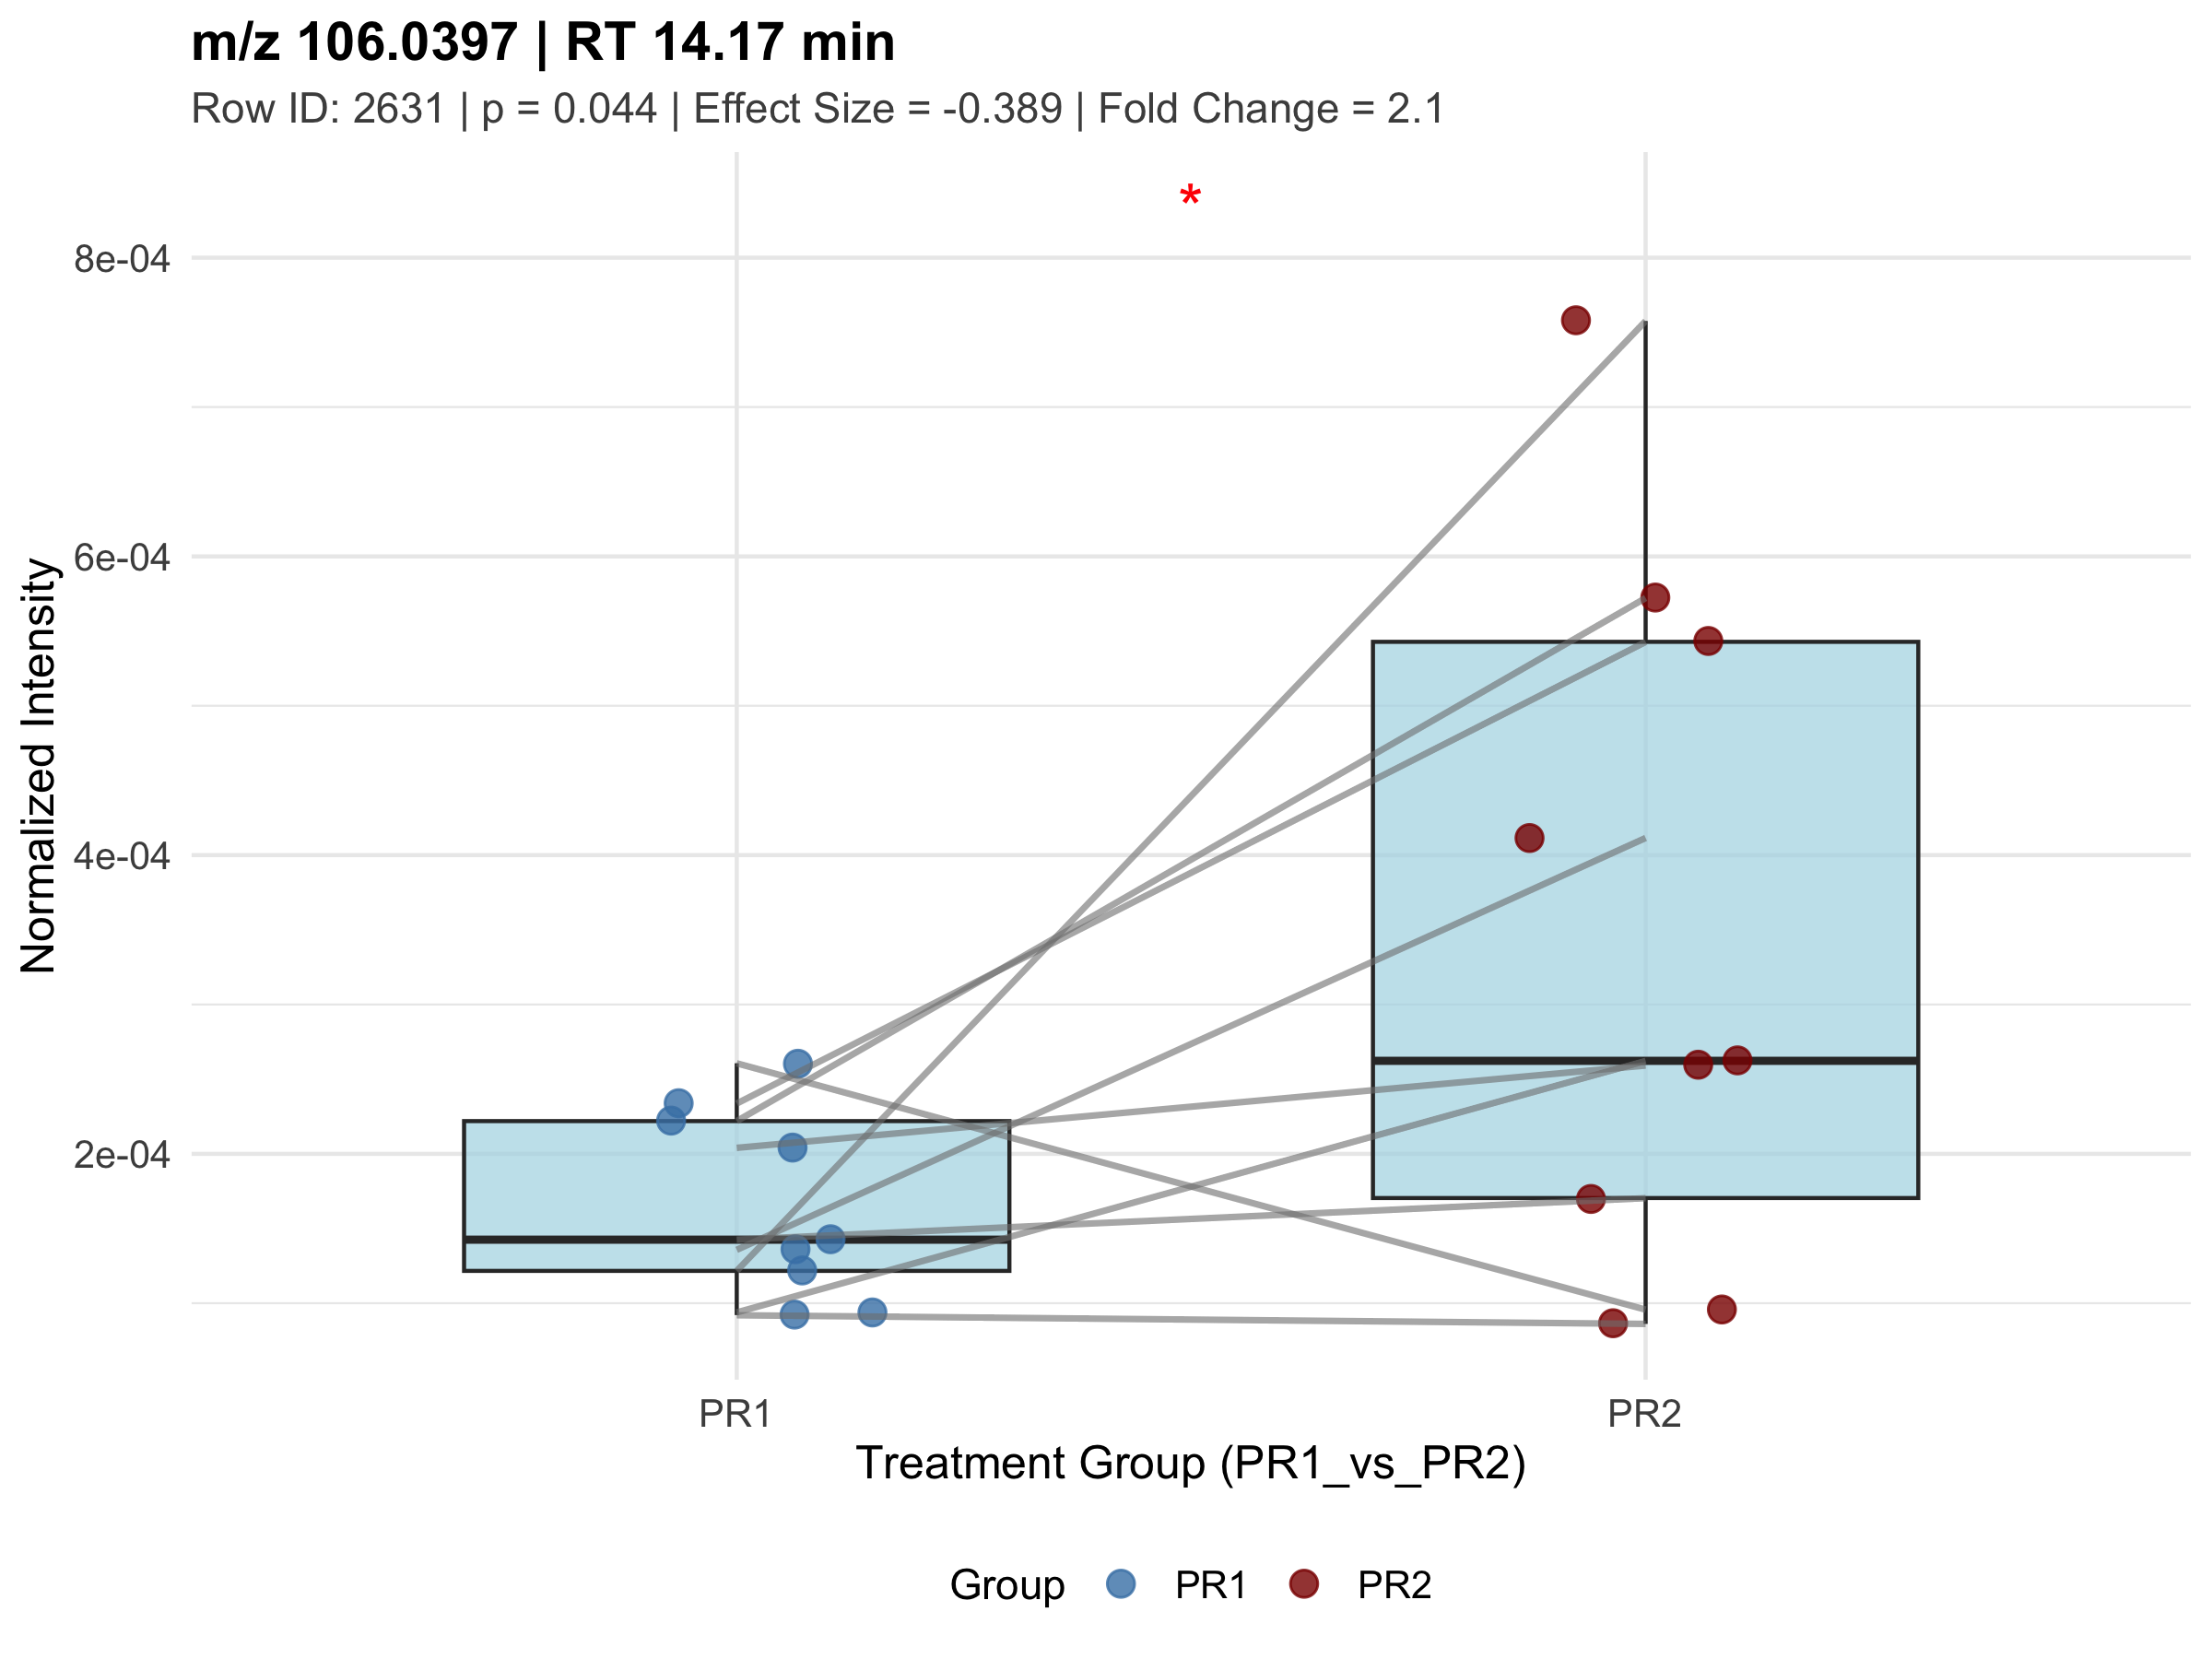 m/z 106.0397 | RT 14.17 min
Row ID: 2631 | p = 0.044 | Effect Size = -0.389 | Fold Change = 2.1
*
Normalized Intensity
8e-04
6e-04
4e-04
2e-04
PR1
PR2
Treatment Group (PR1_vs_PR2)
Group
PR1
PR2